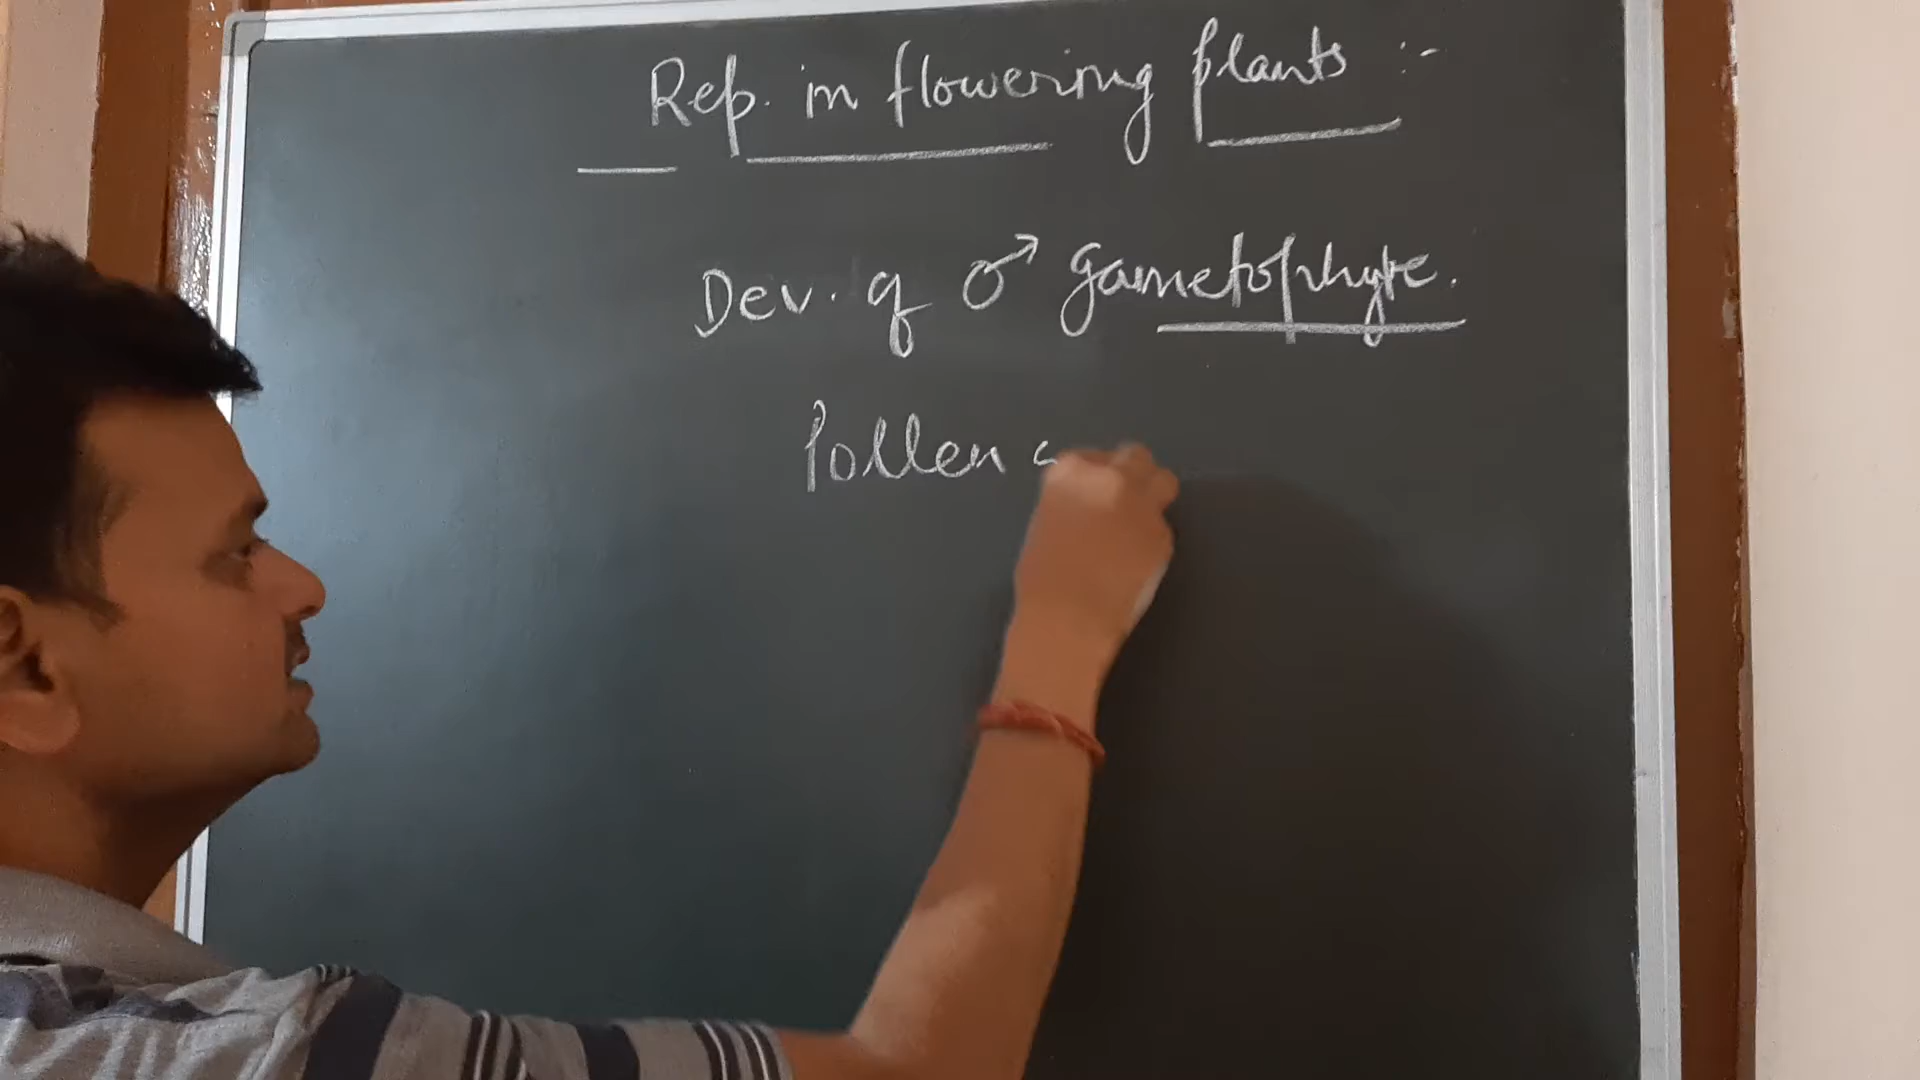 Rep. in flowering plants :-
Dev. of ♂ gametophyte.
Pollen